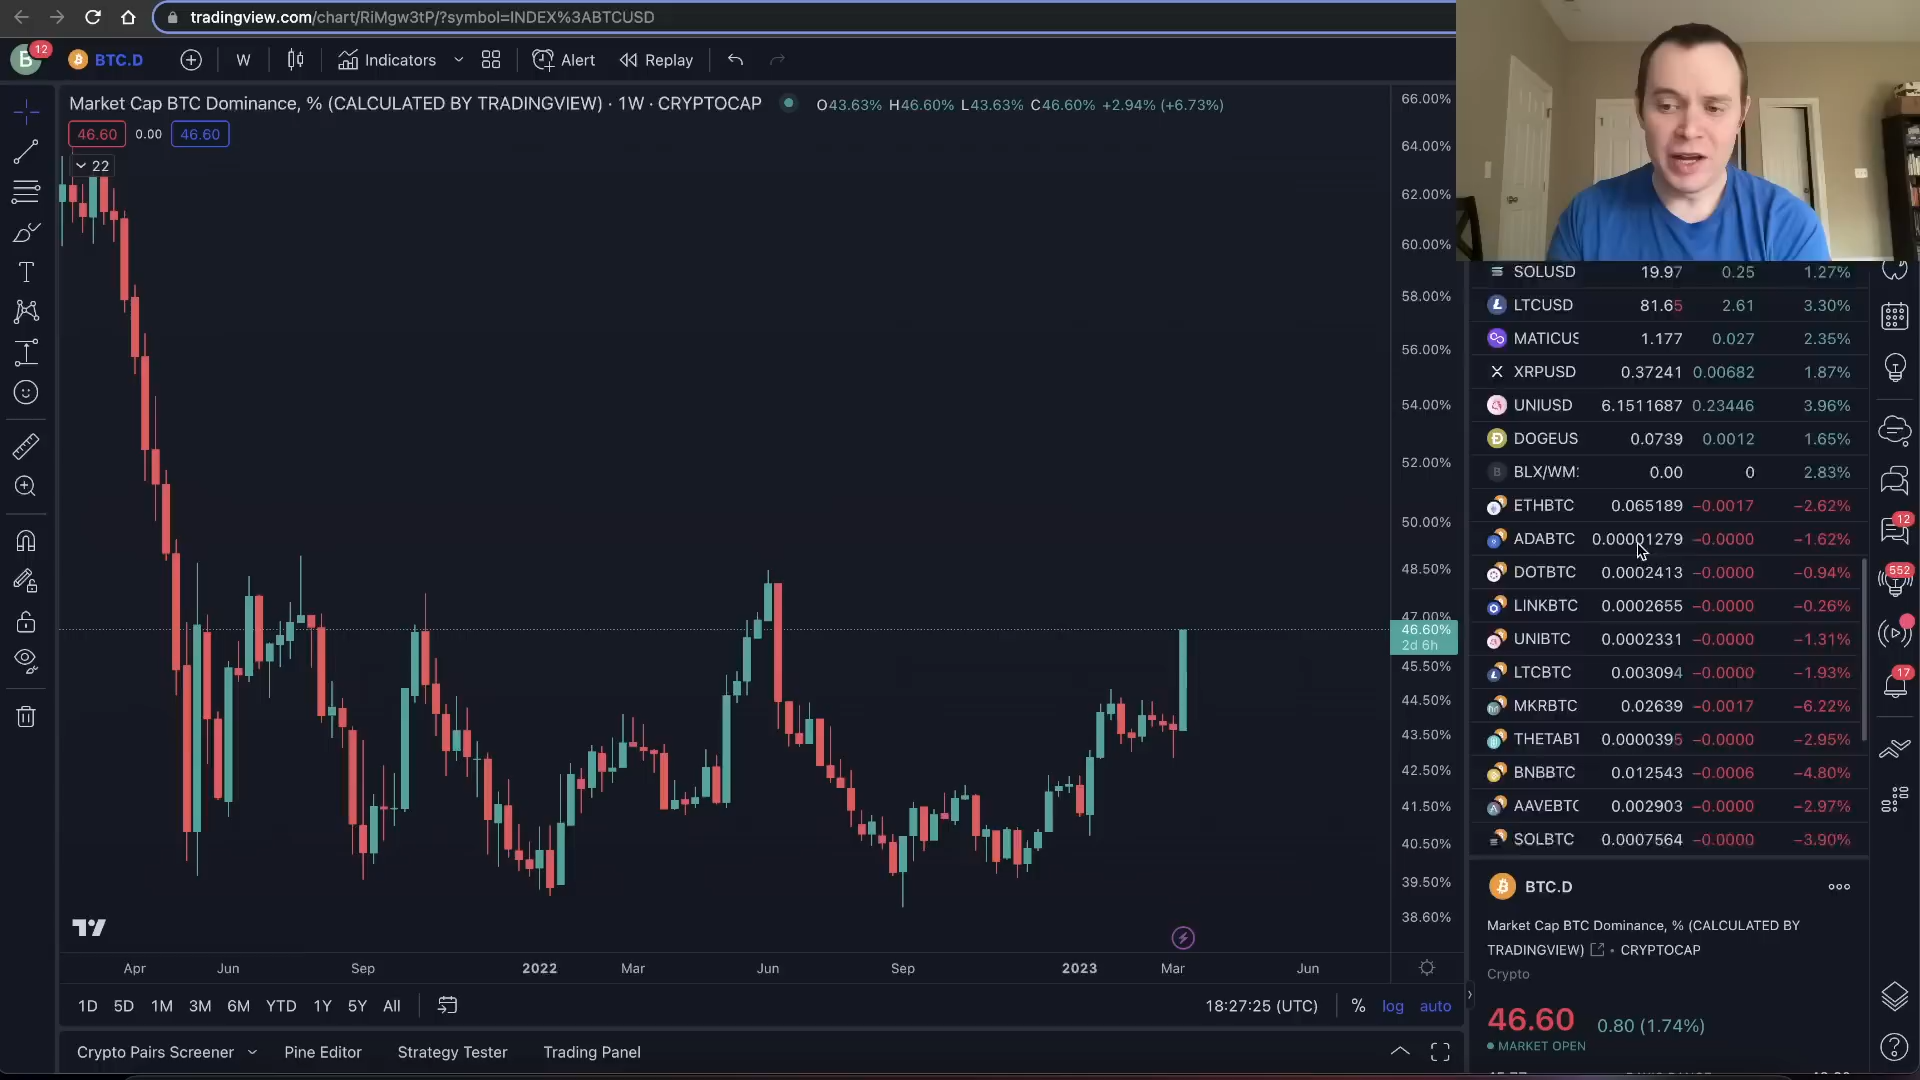 tradingview.com/chart/RiMgw3tP/?symbol=INDEX%3ABTCUSD
B 12 BTC.D W Indicators Alert Replay
Market Cap BTC Dominance, % (CALCULATED BY TRADINGVIEW) · 1W · CRYPTOCAP O43.63% H46.60% L43.63% C46.60% +2.94% (+6.73%)
46.60 0.00 46.60
22
66.00%
64.00%
62.00%
60.00%
58.00%
56.00%
54.00%
52.00%
50.00%
48.50%
47.00%
46.60%
2d 6h
45.50%
44.50%
43.50%
42.50%
41.50%
40.50%
39.50%
38.60%
Apr Jun Sep 2022 Mar Jun Sep 2023 Mar Jun
1D 5D 1M 3M 6M YTD 1Y 5Y All 18:27:25 (UTC) % log auto
Crypto Pairs Screener Pine Editor Strategy Tester Trading Panel
SOLUSD 19.97 0.25 1.27%
LTCUSD 81.65 2.61 3.30%
MATICUS 1.177 0.027 2.35%
XRPUSD 0.37241 0.00682 1.87%
UNIUSD 6.1511687 0.23446 3.96%
DOGEUS 0.0739 0.0012 1.65%
BLX/WM: 0.00 0 2.83%
ETHBTC 0.065189 −0.0017 −2.62%
ADABTC 0.00001279 −0.0000 −1.62%
DOTBTC 0.0002413 −0.0000 −0.94%
LINKBTC 0.0002655 −0.0000 −0.26%
UNIBTC 0.0002331 −0.0000 −1.31%
LTCBTC 0.003094 −0.0000 −1.93%
MKRBTC 0.02639 −0.0017 −6.22%
THETABT 0.0000395 −0.0000 −2.95%
BNBBTC 0.012543 −0.0006 −4.80%
AAVEBTC 0.002903 −0.0000 −2.97%
SOLBTC 0.0007564 −0.0000 −3.90%
12
552
17
BTC.D
Market Cap BTC Dominance, % (CALCULATED BY
TRADINGVIEW) • CRYPTOCAP
Crypto
46.60 0.80 (1.74%)
MARKET OPEN